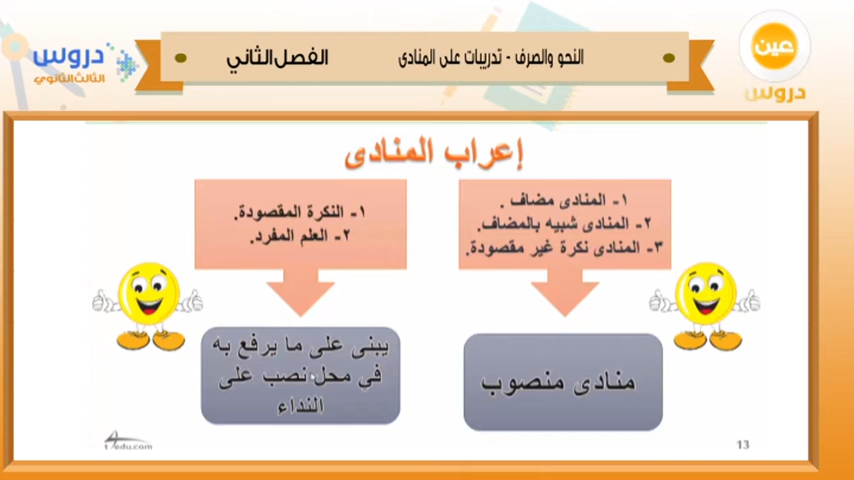 عين
دروس
النحو والصرف - تدريبات على المنادى
الفصل الثاني
دروس
الثالث الثانوي
إعراب المنادى
١- المنادى مضاف .
٢- المنادى شبيه بالمضاف.
٣- المنادى نكرة غير مقصودة.
منادى منصوب
١- النكرة المقصودة.
٢- العلم المفرد.
يبنى على ما يرفع به
في محل نصب على
النداء
13